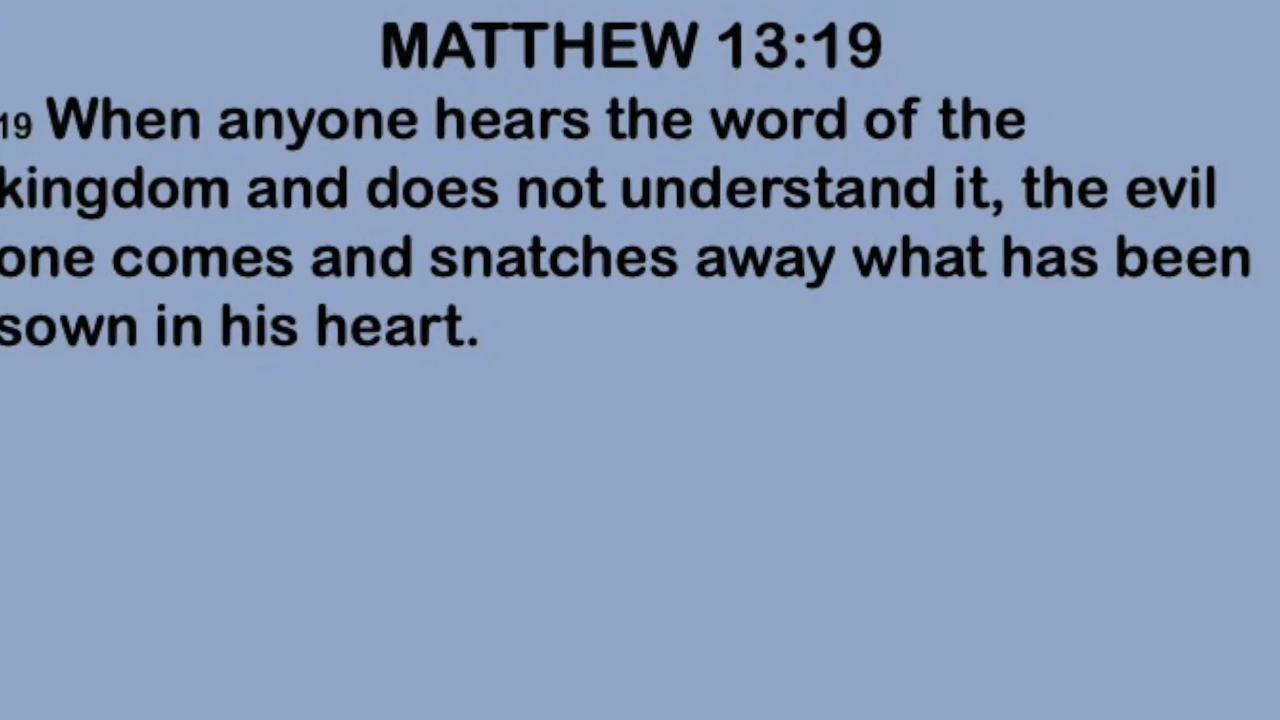 MATTHEW 13:19
19 When anyone hears the word of the
kingdom and does not understand it, the evil
one comes and snatches away what has been
sown in his heart.